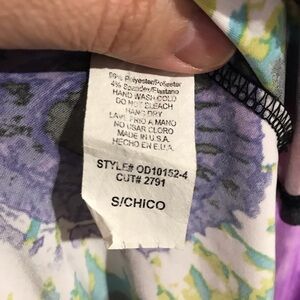 96% Polyester/Poliester
4% Spandex/Elastano
HAND WASH COLD
DO NOT BLEACH
HANG DRY
LAVE FRIO A MANO
NO USAR CLORO
MADE IN U.S.A.
HECHO EN E.U.A.
STYLE# OD10152-4
CUT# 2791
S/CHICO